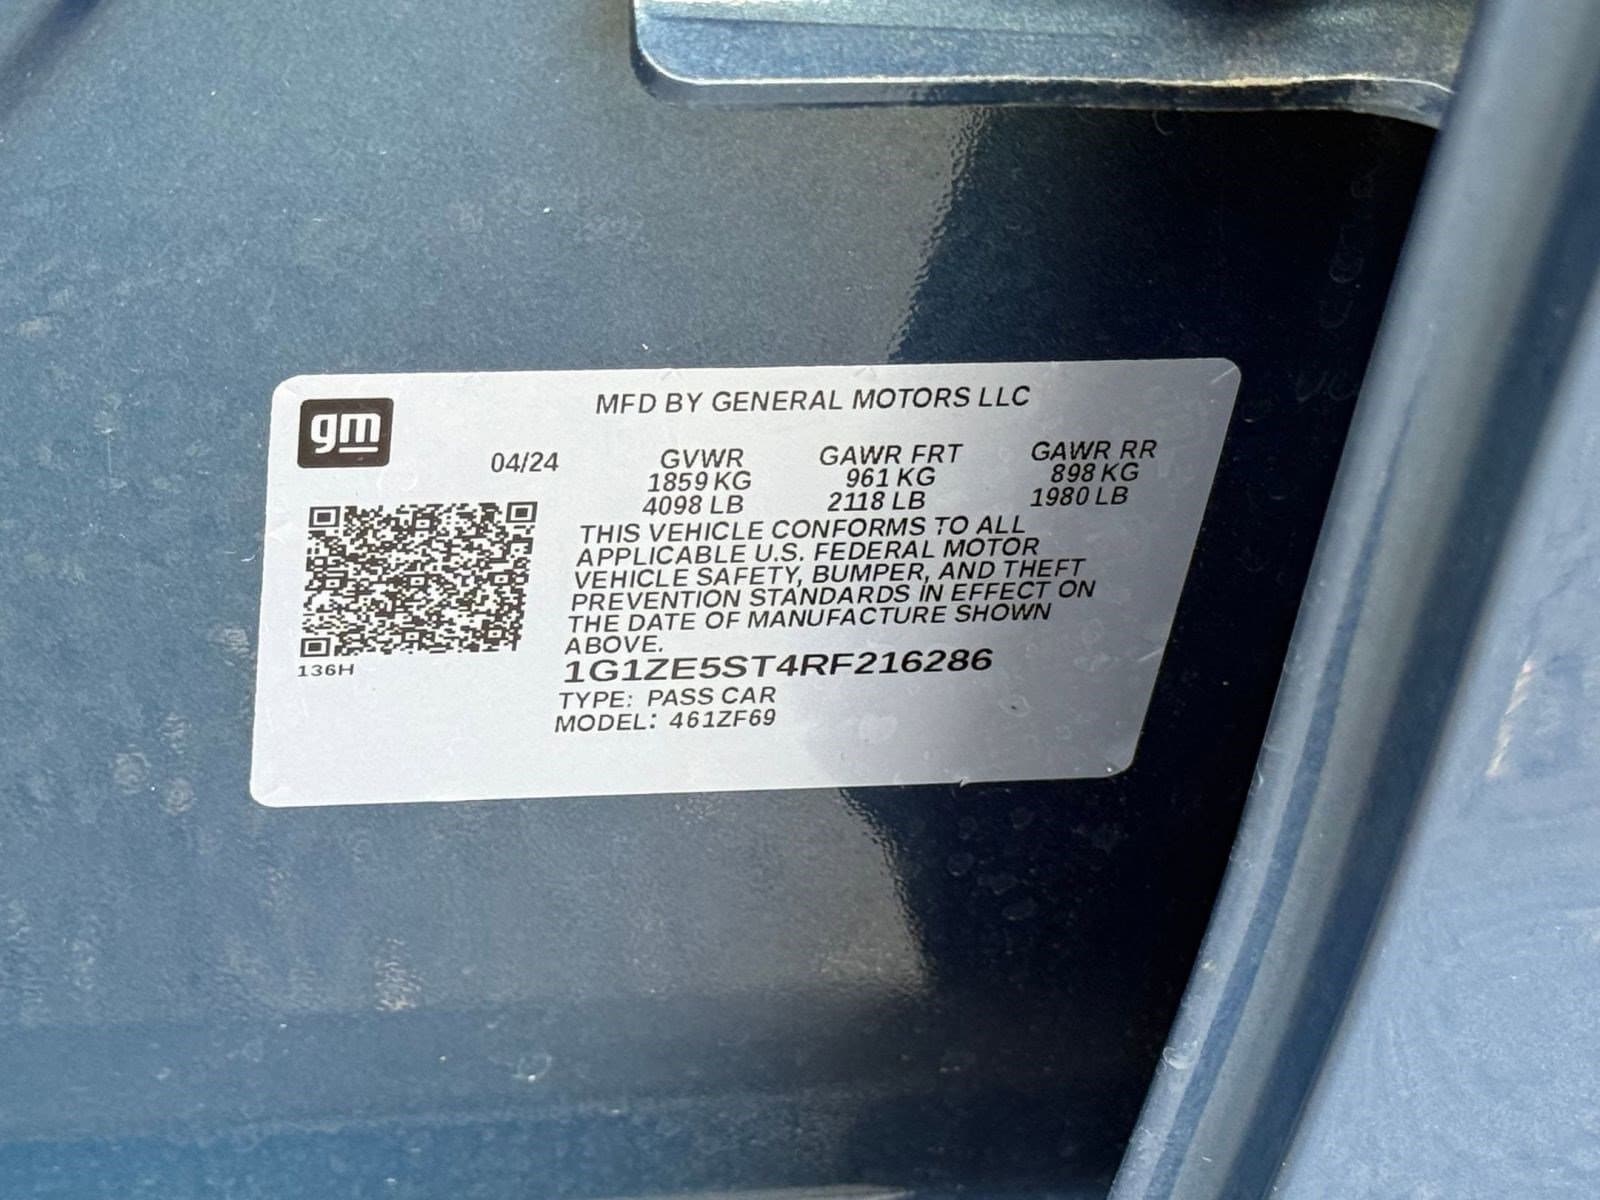 MFD BY GENERAL MOTORS LLC
gm
04/24 GVWR GAWR FRT GAWR RR
1859 KG 961 KG 898 KG
4098 LB 2118 LB 1980 LB
THIS VEHICLE CONFORMS TO ALL
APPLICABLE U.S. FEDERAL MOTOR
VEHICLE SAFETY, BUMPER, AND THEFT
PREVENTION STANDARDS IN EFFECT ON
THE DATE OF MANUFACTURE SHOWN
ABOVE.
136H
1G1ZE5ST4RF216286
TYPE: PASS CAR
MODEL: 461ZF69